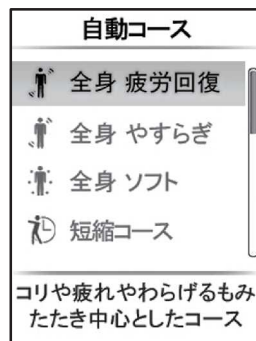 自動コース
全身 疲労回復
全身 やすらぎ
全身 ソフト
短縮コース
コリや疲れやわらげるもみ
たたき中心としたコース